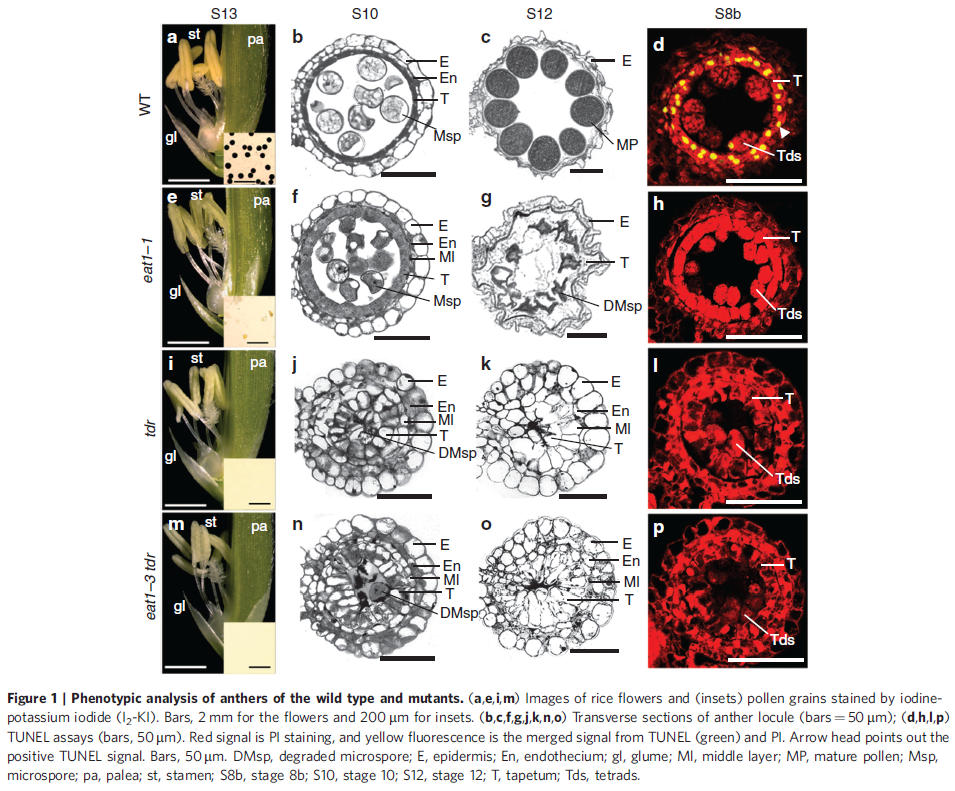 S13 S10 S12 S8b
WT
a st pa gl
b E En T Msp
c E MP
d T Tds
eat1–1
e st pa gl
f E En Ml T Msp
g E T DMsp
h T Tds
tdr
i st pa gl
j E En Ml T DMsp
k E En Ml T
l T Tds
eat1–3 tdr
m st pa gl
n E En Ml T DMsp
o E En Ml T
p T Tds
Figure 1 | Phenotypic analysis of anthers of the wild type and mutants. (a,e,i,m) Images of rice flowers and (insets) pollen grains stained by iodine-
potassium iodide (I₂-KI). Bars, 2 mm for the flowers and 200 μm for insets. (b,c,f,g,j,k,n,o) Transverse sections of anther locule (bars = 50 μm); (d,h,l,p)
TUNEL assays (bars, 50 μm). Red signal is PI staining, and yellow fluorescence is the merged signal from TUNEL (green) and PI. Arrow head points out the
positive TUNEL signal. Bars, 50 μm. DMsp, degraded microspore; E, epidermis; En, endothecium; gl, glume; Ml, middle layer; MP, mature pollen; Msp,
microspore; pa, palea; st, stamen; S8b, stage 8b; S10, stage 10; S12, stage 12; T, tapetum; Tds, tetrads.